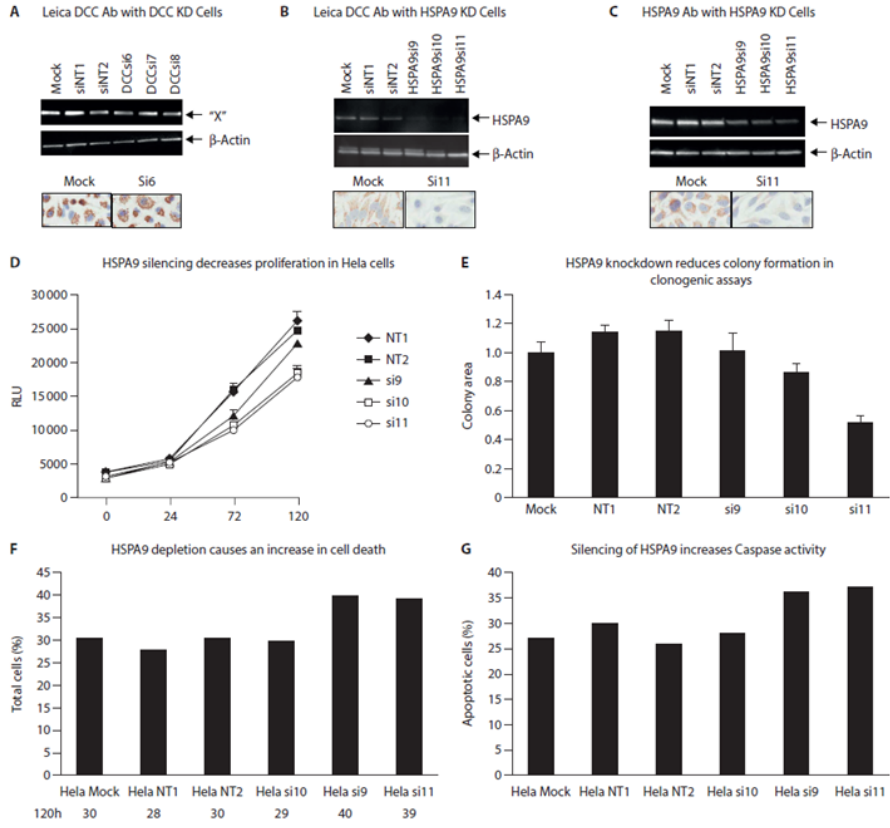 A Leica DCC Ab with DCC KD Cells
Mock
siNT1
siNT2
DCCsi6
DCCsi7
DCCsi8
"X"
β-Actin
Mock Si6
B Leica DCC Ab with HSPA9 KD Cells
Mock
siNT1
siNT2
HSPA9si9
HSPA9si10
HSPA9si11
HSPA9
β-Actin
Mock Si11
C HSPA9 Ab with HSPA9 KD Cells
Mock
siNT1
siNT2
HSPA9si9
HSPA9si10
HSPA9si11
HSPA9
β-Actin
Mock Si11
D HSPA9 silencing decreases proliferation in Hela cells
RLU
30000
25000
20000
15000
10000
5000
0
0 24 72 120
NT1
NT2
si9
si10
si11
E HSPA9 knockdown reduces colony formation in
clonogenic assays
Colony area
1.4
1.2
1.0
0.8
0.6
0.4
0.2
0
Mock NT1 NT2 si9 si10 si11
F HSPA9 depletion causes an increase in cell death
Total cells (%)
45
40
35
30
25
20
15
10
5
0
Hela Mock Hela NT1 Hela NT2 Hela si10 Hela si9 Hela si11
120h 30 28 30 29 40 39
G Silencing of HSPA9 increases Caspase activity
Apoptotic cells (%)
40
35
30
25
20
15
10
5
0
Hela Mock Hela NT1 Hela NT2 Hela si10 Hela si9 Hela si11